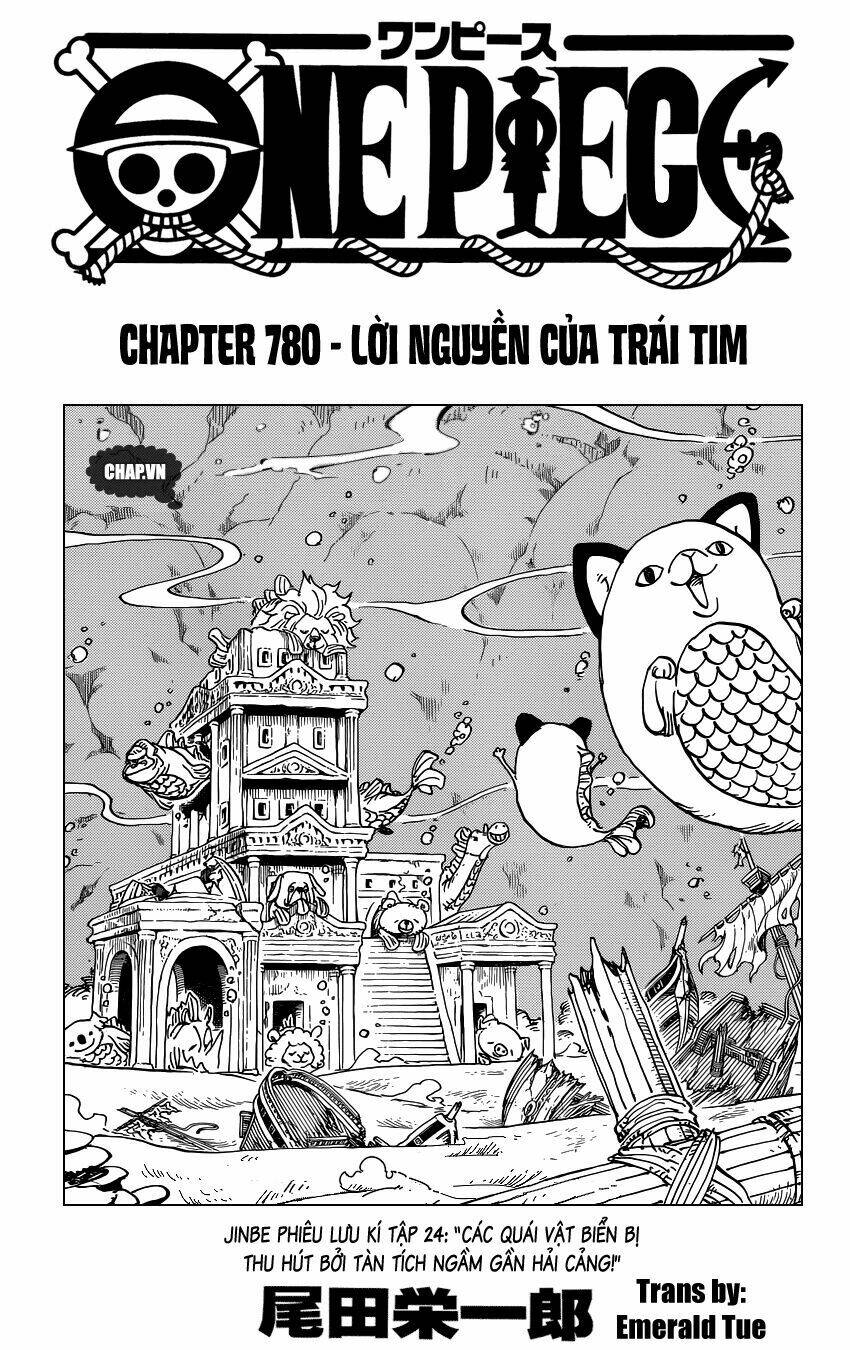 ワンピース
ONE PIECE
CHAPTER 780 - LỜI NGUYỀN CỦA TRÁI TIM
CHAP.VN
JINBE PHIÊU LƯU KÍ TẬP 24: "CÁC QUÁI VẬT BIỂN BỊ
THU HÚT BỞI TÀN TÍCH NGẦM GẦN HẢI CẢNG!"
尾田栄一郎
Trans by:
Emerald Tue